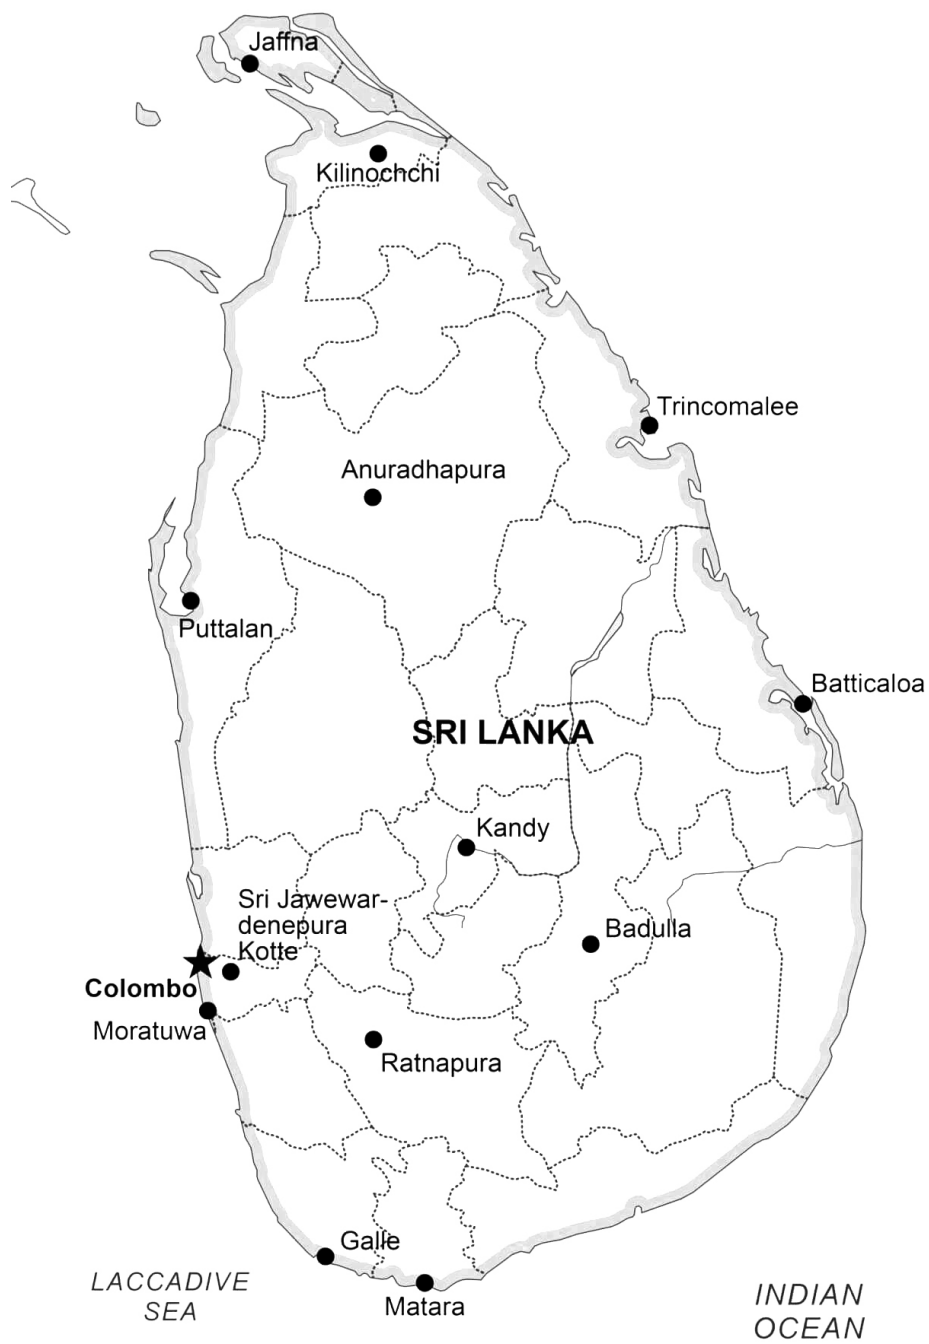 Jaffna
Kilinochchi
Trincomalee
Anuradhapura
Puttalan
Batticaloa
SRI LANKA
Kandy
Sri Jawewar-
denepura
Kotte
Badulla
Colombo
Moratuwa
Ratnapura
Galle
LACCADIVE
SEA
Matara
INDIAN
OCEAN